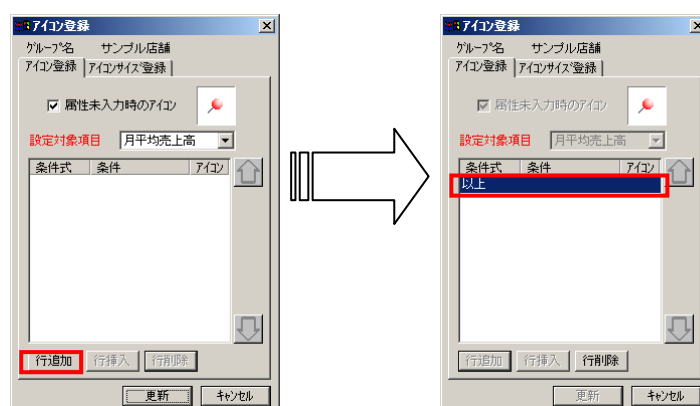 アイコン登録
グループ名 サンプル店舗
アイコン登録 アイコンサイズ登録
属性未入力時のアイコン
設定対象項目 月平均売上高
条件式 条件 アイコン
行追加 行挿入 行削除
更新 キャンセル
アイコン登録
グループ名 サンプル店舗
アイコン登録 アイコンサイズ登録
属性未入力時のアイコン
設定対象項目 月平均売上高
条件式 条件 アイコン
以上
行追加 行挿入 行削除
更新 キャンセル